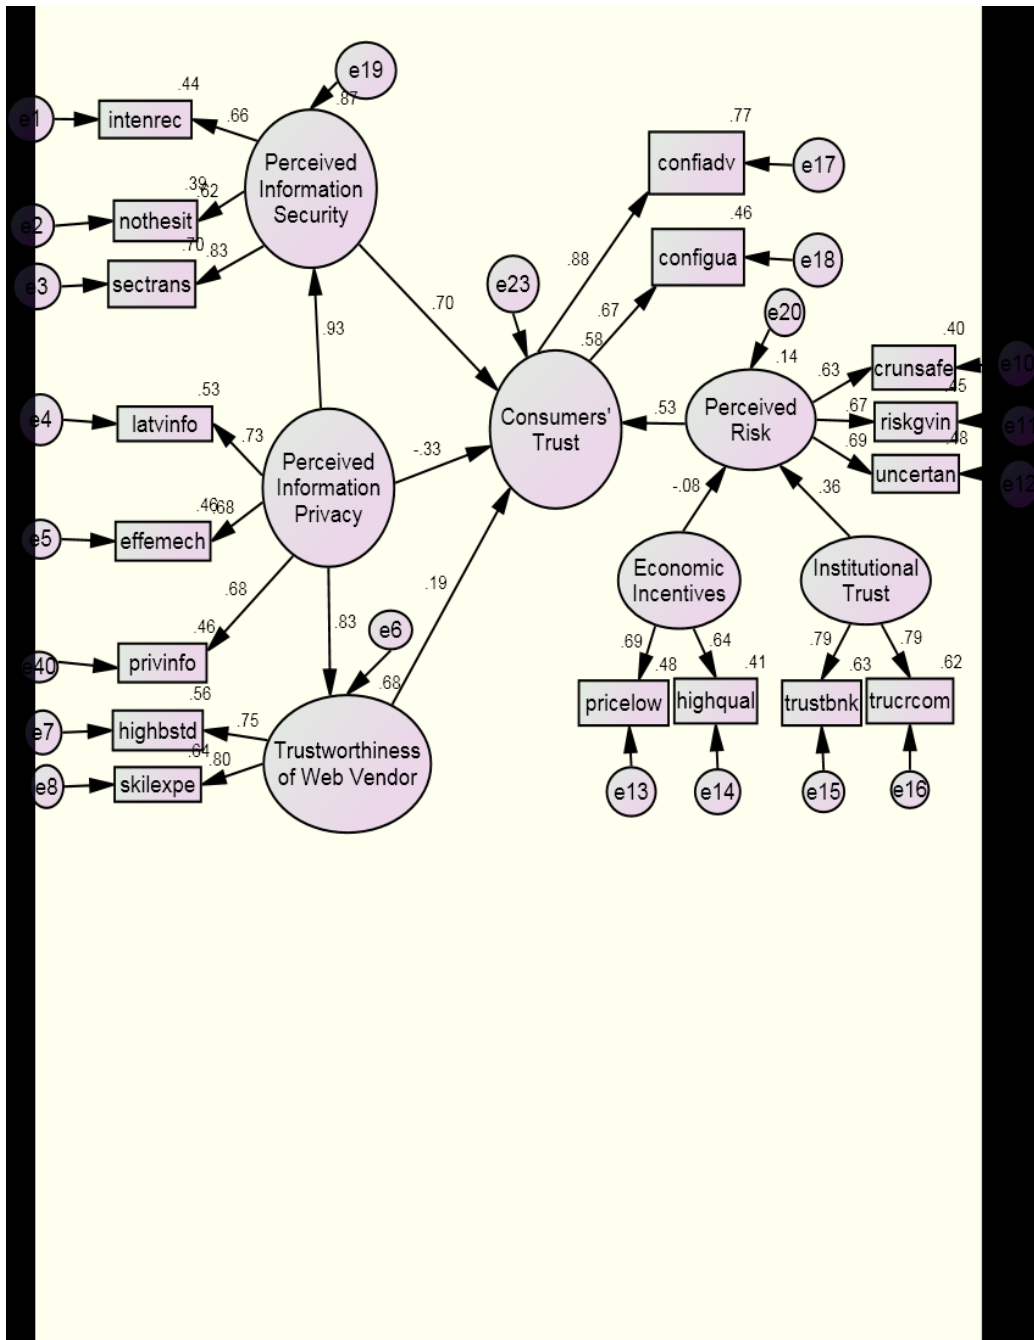 e19
.44
.87
e1
intenrec
.66
Perceived
Information
Security
.39
.62
e2
nothesit
.70
.83
e3
sectrans
.77
confiadv
e17
.46
configua
e18
.88
.67
e23
.58
.70
.93
e20
.14
.40
crunsafe
e10
.63
.45
riskgvin
e11
.67
.48
uncertan
e12
.69
Perceived
Risk
.53
Consumers'
Trust
.53
e4
latvinfo
.73
-.33
Perceived
Information
Privacy
.46
.68
e5
effemech
-.08
.36
Economic
Incentives
Institutional
Trust
.68
.19
.83
e6
.46
e40
privinfo
.69
.48
.64
.41
.79
.63
.79
.62
pricelow
highqual
trustbnk
trucrcom
.68
.56
e7
highbstd
.75
.64
.80
e8
skilexpe
Trustworthiness
of Web Vendor
e13
e14
e15
e16